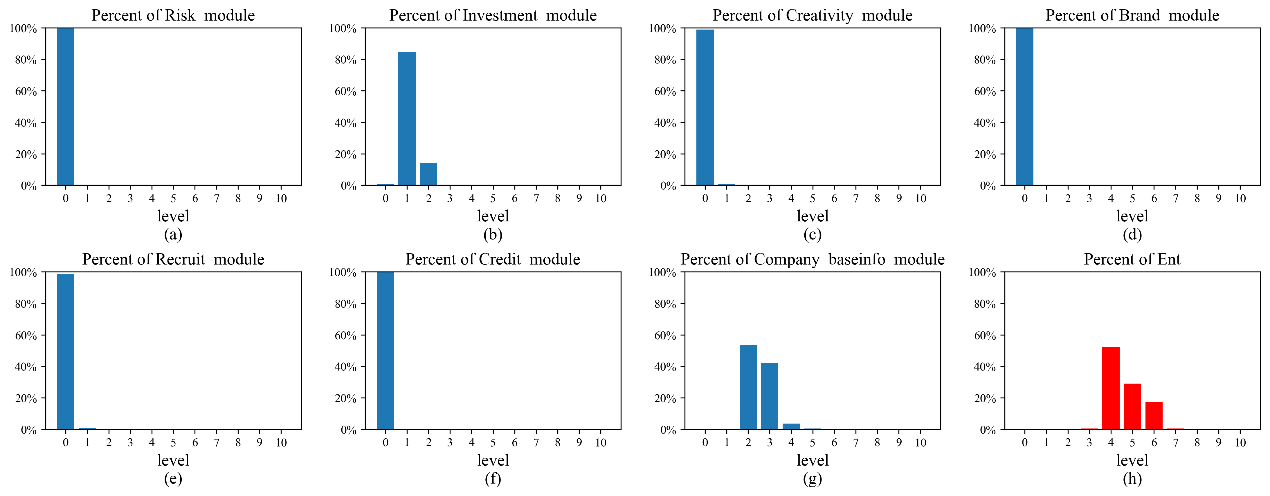 Percent of Risk module
100%
80%
60%
40%
20%
0%
0 1 2 3 4 5 6 7 8 9 10
level
(a)
Percent of Investment module
100%
80%
60%
40%
20%
0%
0 1 2 3 4 5 6 7 8 9 10
level
(b)
Percent of Creativity module
100%
80%
60%
40%
20%
0%
0 1 2 3 4 5 6 7 8 9 10
level
(c)
Percent of Brand module
100%
80%
60%
40%
20%
0%
0 1 2 3 4 5 6 7 8 9 10
level
(d)
Percent of Recruit module
100%
80%
60%
40%
20%
0%
0 1 2 3 4 5 6 7 8 9 10
level
(e)
Percent of Credit module
100%
80%
60%
40%
20%
0%
0 1 2 3 4 5 6 7 8 9 10
level
(f)
Percent of Company baseinfo module
100%
80%
60%
40%
20%
0%
0 1 2 3 4 5 6 7 8 9 10
level
(g)
Percent of Ent
100%
80%
60%
40%
20%
0%
0 1 2 3 4 5 6 7 8 9 10
level
(h)